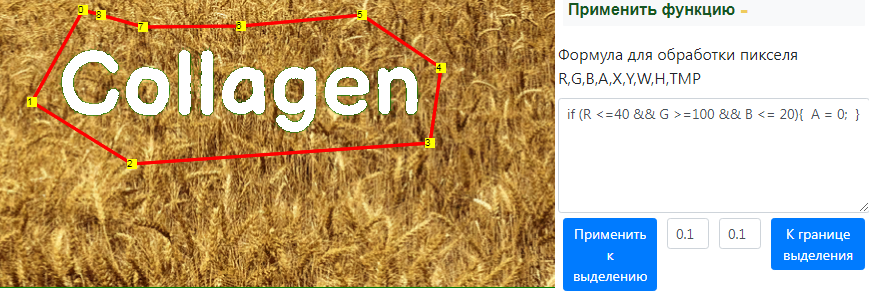 Collagen
0
8
7
6
5
4
3
2
1
Применить функцию
Формула для обработки пикселя
R,G,B,A,X,Y,W,H,TMP
if (R <=40 && G >=100 && B <= 20){ A = 0; }
Применить
к
выделению
0.1
0.1
К границе
выделения